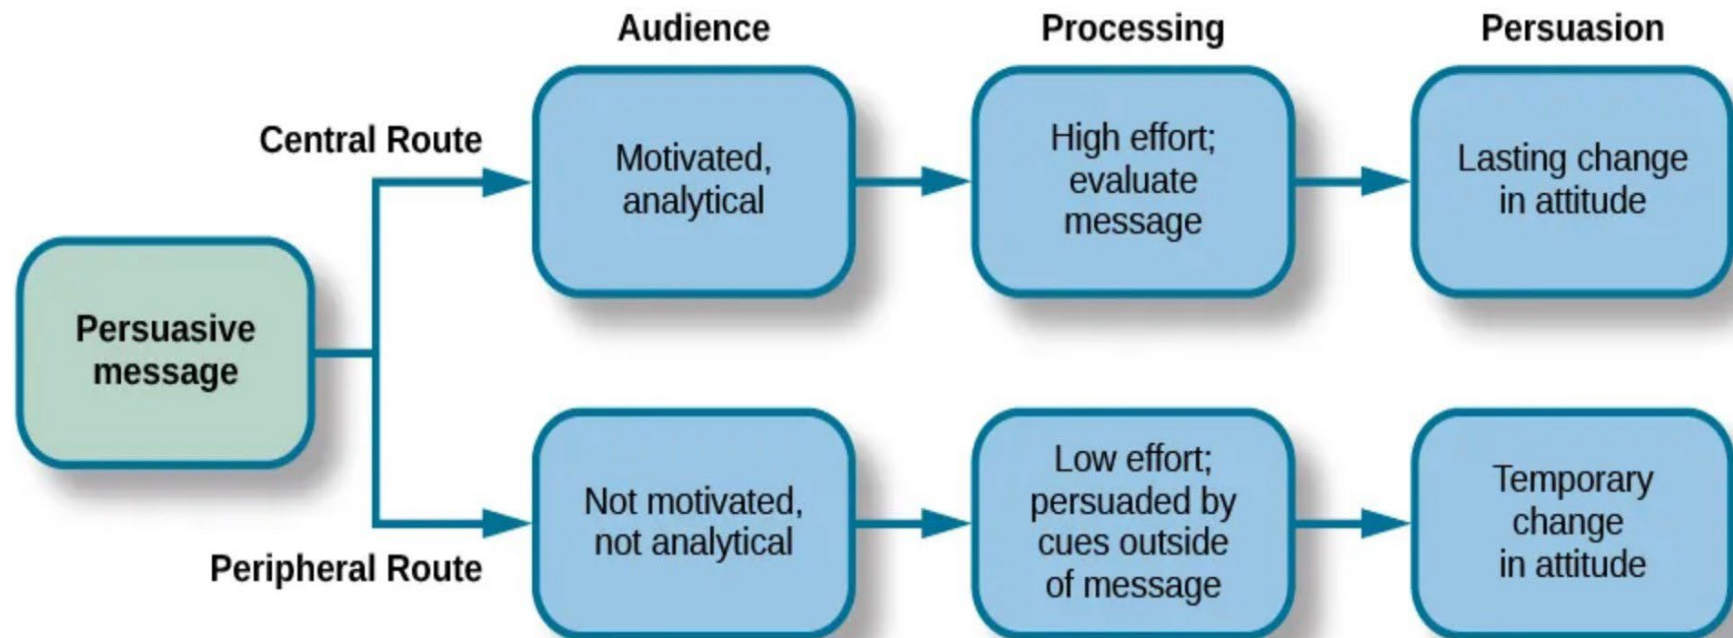 Audience
Processing
Persuasion
Central Route
Motivated,
analytical
High effort;
evaluate
message
Lasting change
in attitude
Persuasive
message
Peripheral Route
Not motivated,
not analytical
Low effort;
persuaded by
cues outside
of message
Temporary
change
in attitude